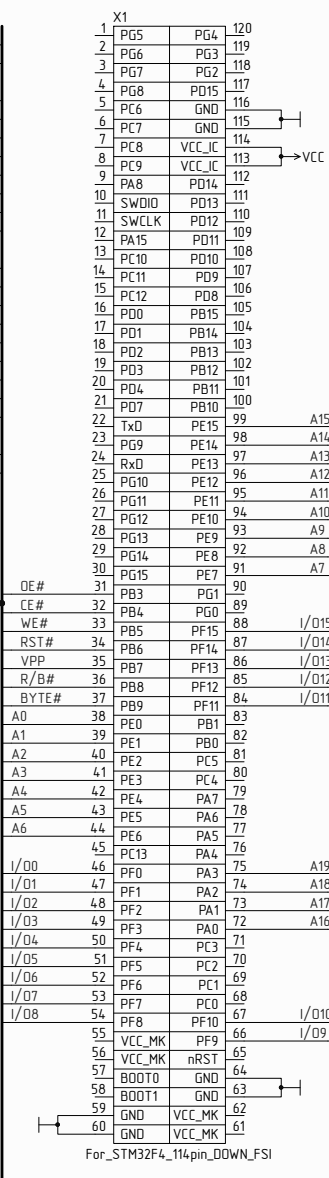 X1
1 PG5 PG4 120
2 PG6 PG3 119
3 PG7 PG2 118
4 PG8 PD15 117
5 PC6 GND 116
6 PC7 GND 115
7 PC8 VCC_IC 114
8 PC9 VCC_IC 113 VCC
9 PA8 PD14 112
10 SWDIO PD13 111
11 SWCLK PD12 110
12 PA15 PD11 109
13 PC10 PD10 108
14 PC11 PD9 107
15 PC12 PD8 106
16 PD0 PB15 105
17 PD1 PB14 104
18 PD2 PB13 103
19 PD3 PB12 102
20 PD4 PB11 101
21 PD7 PB10 100
22 TxD PE15 99 A15
23 PG9 PE14 98 A14
24 RxD PE13 97 A13
25 PG10 PE12 96 A12
26 PG11 PE11 95 A11
27 PG12 PE10 94 A10
28 PG13 PE9 93 A9
29 PG14 PE8 92 A8
30 PG15 PE7 91 A7
OE# 31 PB3 PG1 90
CE# 32 PB4 PG0 89
WE# 33 PB5 PF15 88 I/O15
RST# 34 PB6 PF14 87 I/O14
VPP 35 PB7 PF13 86 I/O13
R/B# 36 PB8 PF12 85 I/O12
BYTE# 37 PB9 PF11 84 I/O11
A0 38 PE0 PB1 83
A1 39 PE1 PB0 82
A2 40 PE2 PC5 81
A3 41 PE3 PC4 80
A4 42 PE4 PA7 79
A5 43 PE5 PA6 78
A6 44 PE6 PA5 77
45 PC13 PA4 76
I/O0 46 PF0 PA3 75 A19
I/O1 47 PF1 PA2 74 A18
I/O2 48 PF2 PA1 73 A17
I/O3 49 PF3 PA0 72 A16
I/O4 50 PF4 PC3 71
I/O5 51 PF5 PC2 70
I/O6 52 PF6 PC1 69
I/O7 53 PF7 PC0 68
I/O8 54 PF8 PF10 67 I/O10
55 VCC_MK PF9 66 I/O9
56 VCC_MK nRST 65
57 BOOT0 GND 64
58 BOOT1 GND 63
59 GND VCC_MK 62
60 GND VCC_MK 61
For_STM32F4_114pin_DOWN_FSI